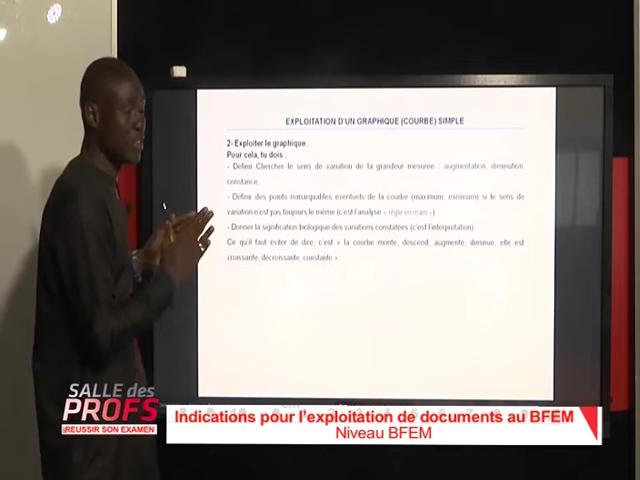 EXPLOITATION D'UN GRAPHIQUE (COURBE) SIMPLE
2- Exploiter le graphique.
Pour cela, tu dois :
- Définir Chercher le sens de variation de la grandeur mesurée : augmentation, diminution,
constance.
- Définir des points remarquables éventuels de la courbe (maximum, minimum) si le sens de
variation n'est pas toujours le même (c'est l'analyse « règle en main »)
- Donner la signification biologique des variations constatées (c'est l'interprétation)
Ce qu'il faut éviter de dire, c'est « la courbe monte, descend, augmente, diminue, elle est
croissante, décroissante, constante ».
SALLE des
PROFS
RÉUSSIR SON EXAMEN
Indications pour l'exploitation de documents au BFEM
Niveau BFEM